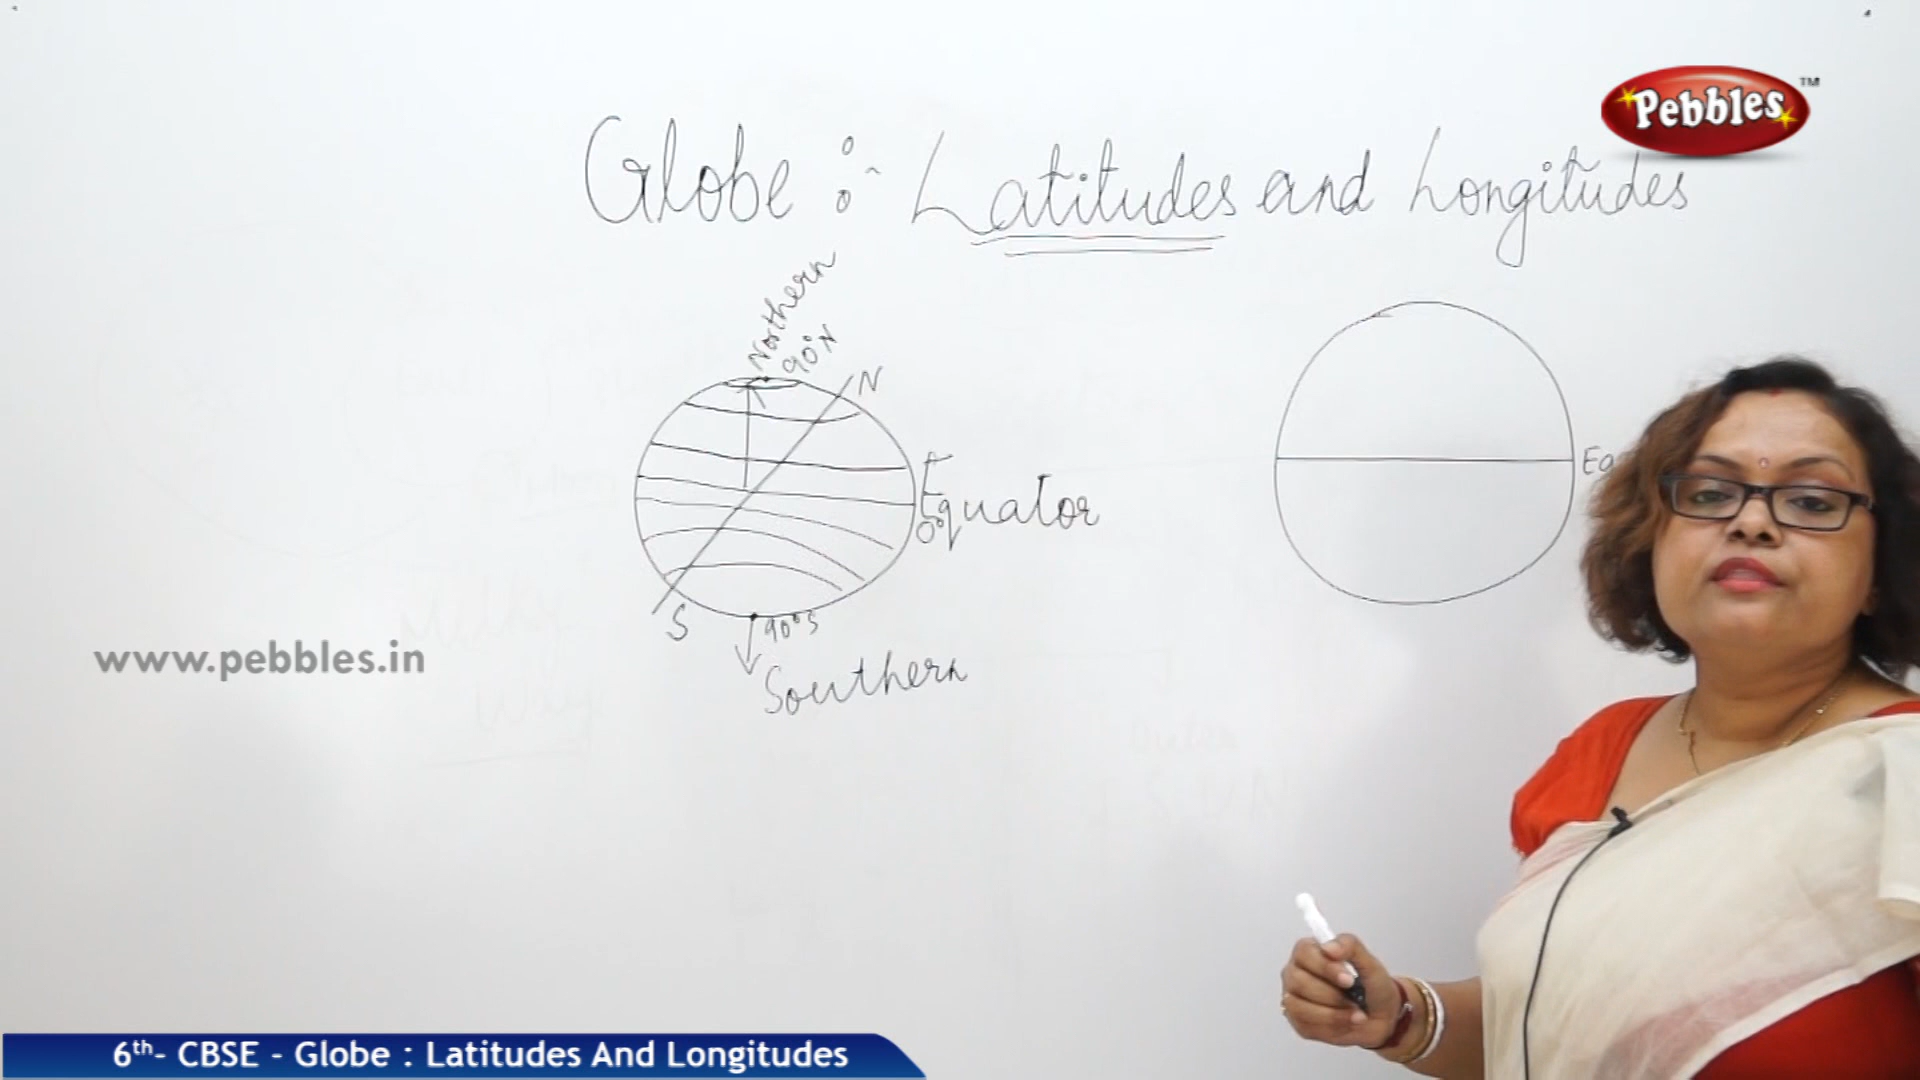 Pebbles TM
Globe :- Latitudes and Longitudes
Northern
90°N
N
Equator
0°
S
90°S
Southern
www.pebbles.in
6th- CBSE - Globe : Latitudes And Longitudes